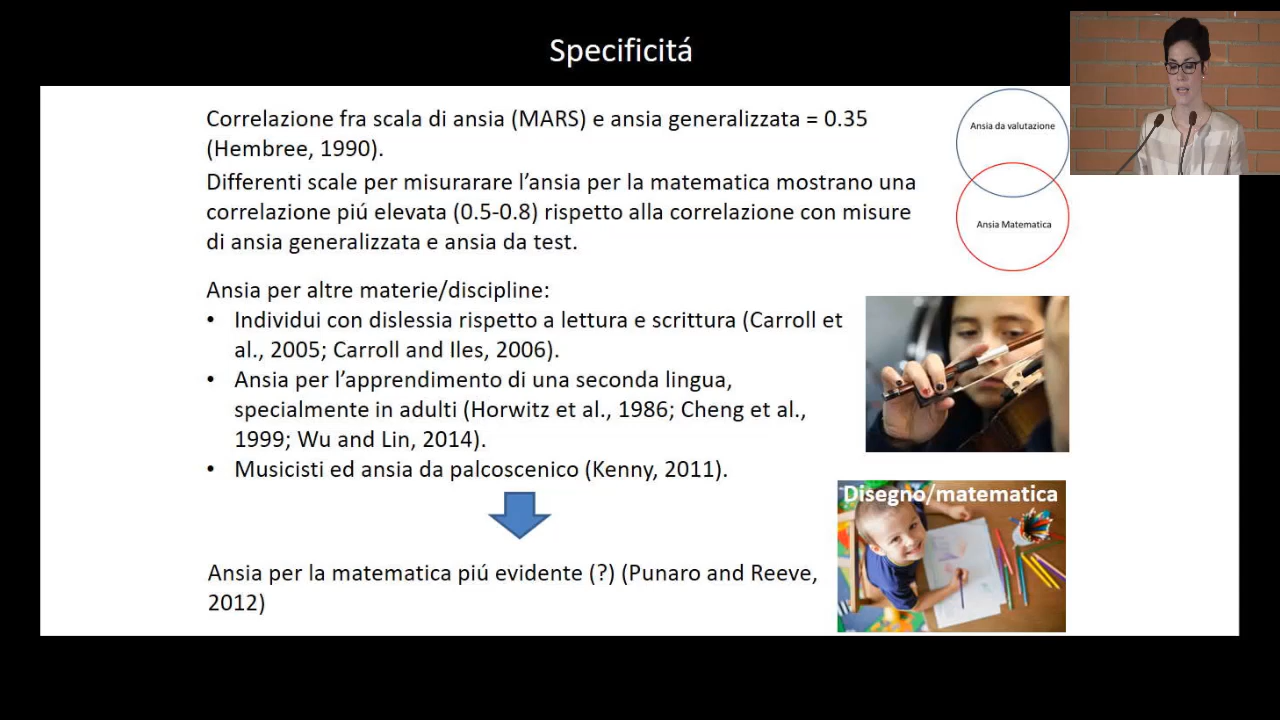 Specificitá
Correlazione fra scala di ansia (MARS) e ansia generalizzata = 0.35
(Hembree, 1990).
Differenti scale per misurarare l’ansia per la matematica mostrano una
correlazione piú elevata (0.5-0.8) rispetto alla correlazione con misure
di ansia generalizzata e ansia da test.
Ansia da valutazione
Ansia Matematica
Ansia per altre materie/discipline:
• Individui con dislessia rispetto a lettura e scrittura (Carroll et
al., 2005; Carroll and Iles, 2006).
• Ansia per l’apprendimento di una seconda lingua,
specialmente in adulti (Horwitz et al., 1986; Cheng et al.,
1999; Wu and Lin, 2014).
• Musicisti ed ansia da palcoscenico (Kenny, 2011).
Disegno/matematica
Ansia per la matematica piú evidente (?) (Punaro and Reeve,
2012)